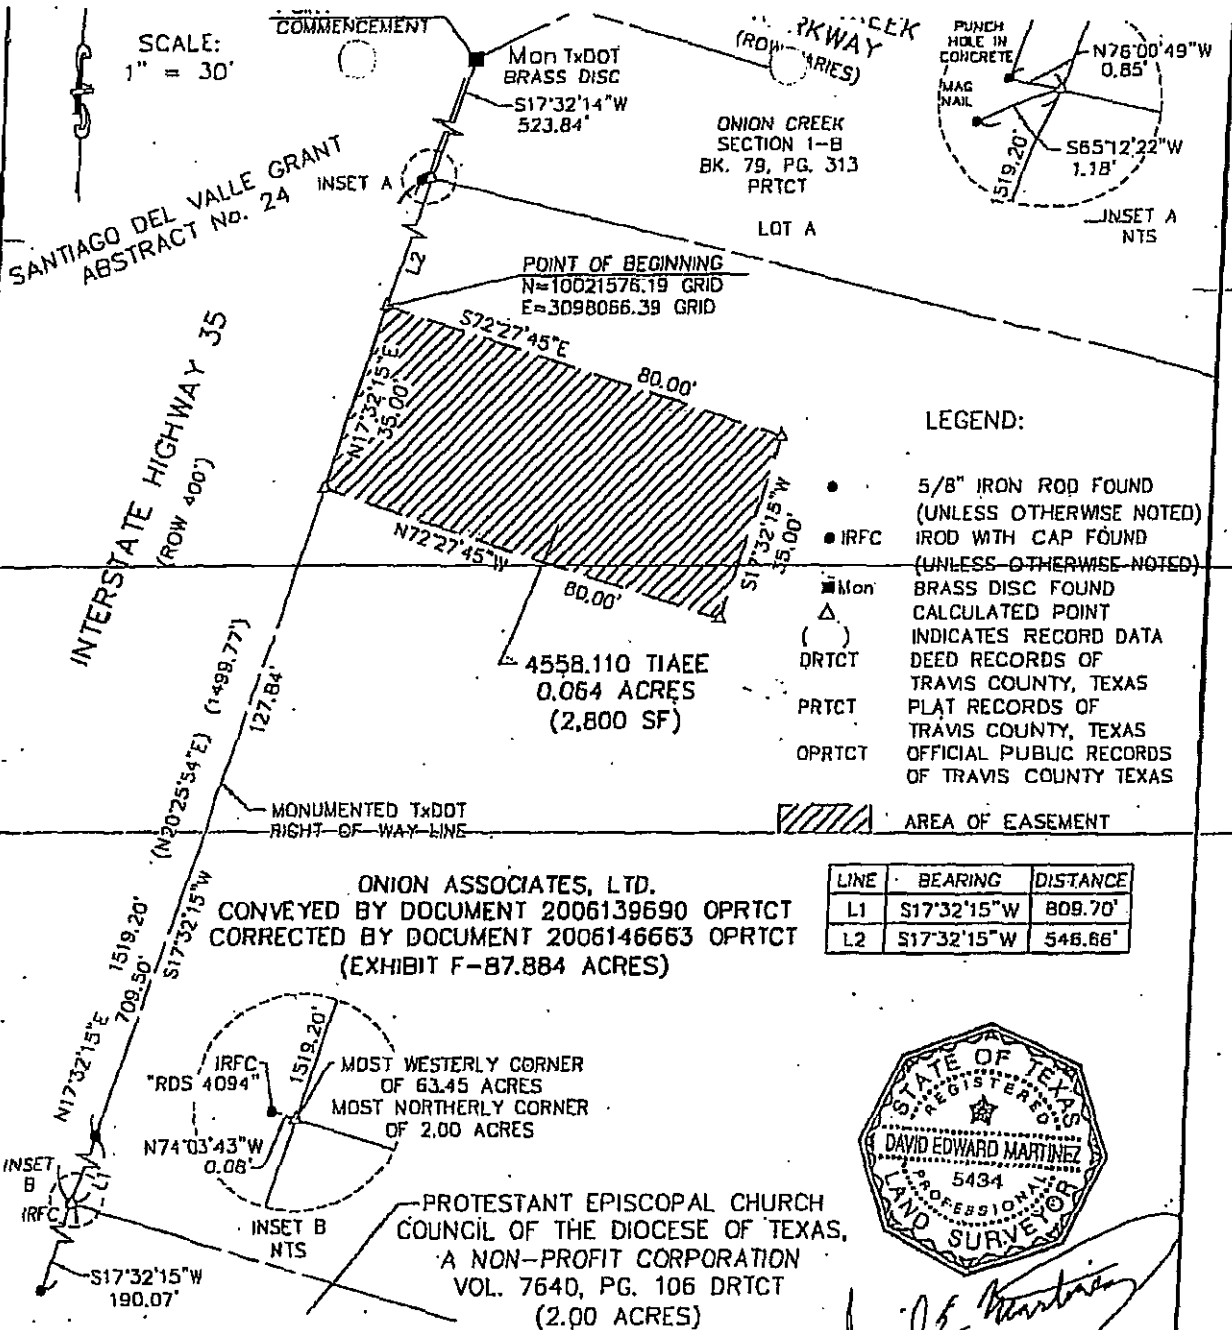 COMMENCEMENT
SCALE:
1" = 30'
Mon TxDOT
BRASS DISC
S17°32'14"W
523.84'
(ROW VARIES)
ONION CREEK
SECTION 1-B
BK. 79, PG. 313
PRTCT
LOT A
PUNCH
HOLE IN
CONCRETE
N76°00'49"W
0.85'
MAG
NAIL
S65°12'22"W
1.18'
1519.20'
INSET A
NTS
SANTIAGO DEL VALLE GRANT
ABSTRACT No. 24
INSET A
L2
POINT OF BEGINNING
N=10021576.19 GRID
E=3098066.39 GRID
S72°27'45"E
80.00'
N17°32'15"E
35.00'
S17°32'15"W
35.00'
N72°27'45"W
80.00'
INTERSTATE HIGHWAY 35
(ROW 400')
4558.110 TIAEE
0.064 ACRES
(2,800 SF)
LEGEND:
5/8" IRON ROD FOUND
(UNLESS OTHERWISE NOTED)
IRFC IROD WITH CAP FOUND
(UNLESS OTHERWISE NOTED)
Mon BRASS DISC FOUND
CALCULATED POINT
( ) INDICATES RECORD DATA
DRTCT DEED RECORDS OF
TRAVIS COUNTY, TEXAS
PRTCT PLAT RECORDS OF
TRAVIS COUNTY, TEXAS
OPRTCT OFFICIAL PUBLIC RECORDS
OF TRAVIS COUNTY TEXAS
AREA OF EASEMENT
(N20°25'54"E) (1499.77')
127.84'
MONUMENTED TxDOT
RIGHT-OF-WAY LINE
1519.20'
S17°32'15"W
N17°32'15"E
709.50'
ONION ASSOCIATES, LTD.
CONVEYED BY DOCUMENT 2006139690 OPRTCT
CORRECTED BY DOCUMENT 2006146663 OPRTCT
(EXHIBIT F-87.884 ACRES)
LINE BEARING DISTANCE
L1 S17°32'15"W 809.70'
L2 S17°32'15"W 546.66'
1519.20'
IRFC
"RDS 4094"
MOST WESTERLY CORNER
OF 63.45 ACRES
MOST NORTHERLY CORNER
OF 2.00 ACRES
N74°03'43"W
0.08'
INSET B
NTS
INSET
B
L1
IRFC
S17°32'15"W
190.07'
PROTESTANT EPISCOPAL CHURCH
COUNCIL OF THE DIOCESE OF TEXAS,
A NON-PROFIT CORPORATION
VOL. 7640, PG. 106 DRTCT
(2.00 ACRES)
STATE OF TEXAS
REGISTERED
DAVID EDWARD MARTINEZ
5434
PROFESSIONAL
LAND SURVEYOR